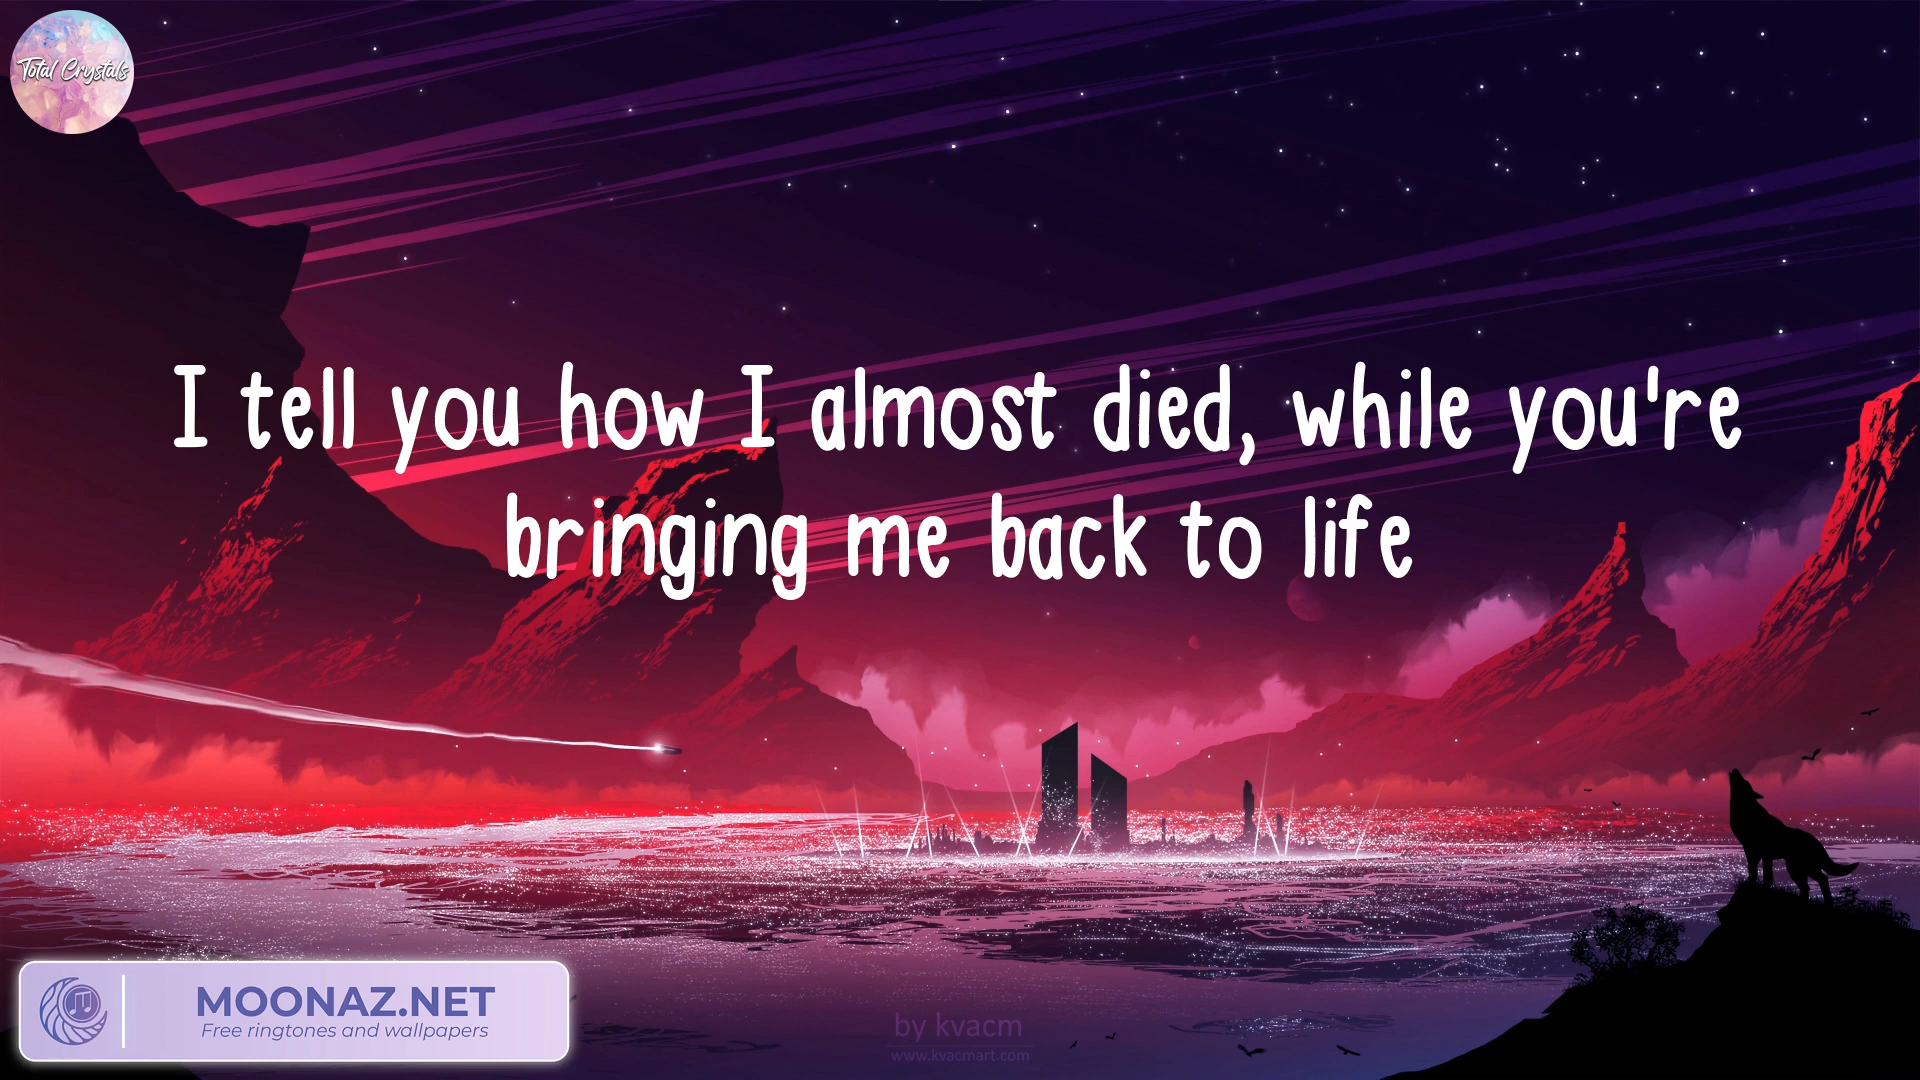 Total Crystals
I tell you how I almost died, while you're
bringing me back to life
MOONAZ.NET
Free ringtones and wallpapers
by kvacm
www.kvacmart.com